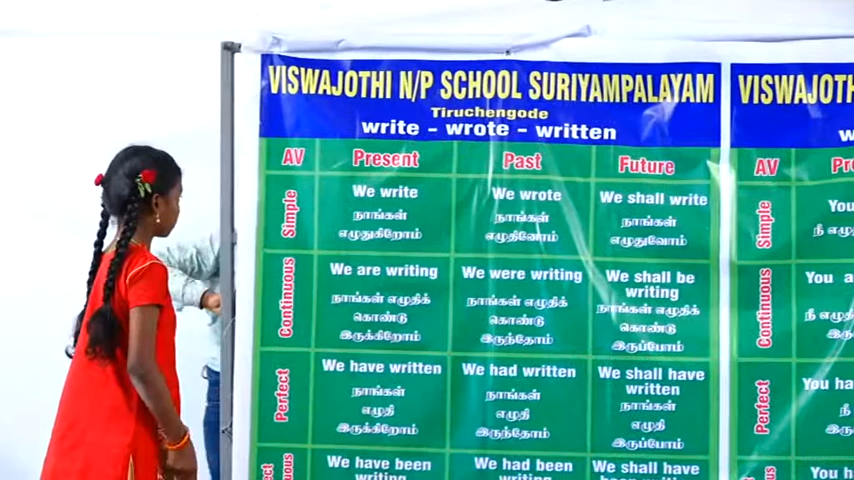 VISWAJOTHI N/P SCHOOL SURIYAMPALAYAM
Tiruchengode
write - wrote - written
AV Present Past Future
Simple
We write
நாங்கள்
எழுதுகிறோம்
We wrote
நாங்கள்
எழுதினோம்
We shall write
நாங்கள்
எழுதுவோம்
Continuous
We are writing
நாங்கள் எழுதிக்
கொண்டு
இருக்கிறோம்
We were writing
நாங்கள் எழுதிக்
கொண்டு
இருந்தோம்
We shall be
writing
நாங்கள் எழுதிக்
கொண்டு
இருப்போம்
Perfect
We have written
நாங்கள்
எழுதி
இருக்கிறோம்
We had written
நாங்கள்
எழுதி
இருந்தோம்
We shall have
written
நாங்கள்
எழுதி
இருப்போம்
Perfect
We have been
writing
We had been
writing
We shall have
VISWAJOTHI
AV
Simple
You
Continuous
You a
Perfect
You ha